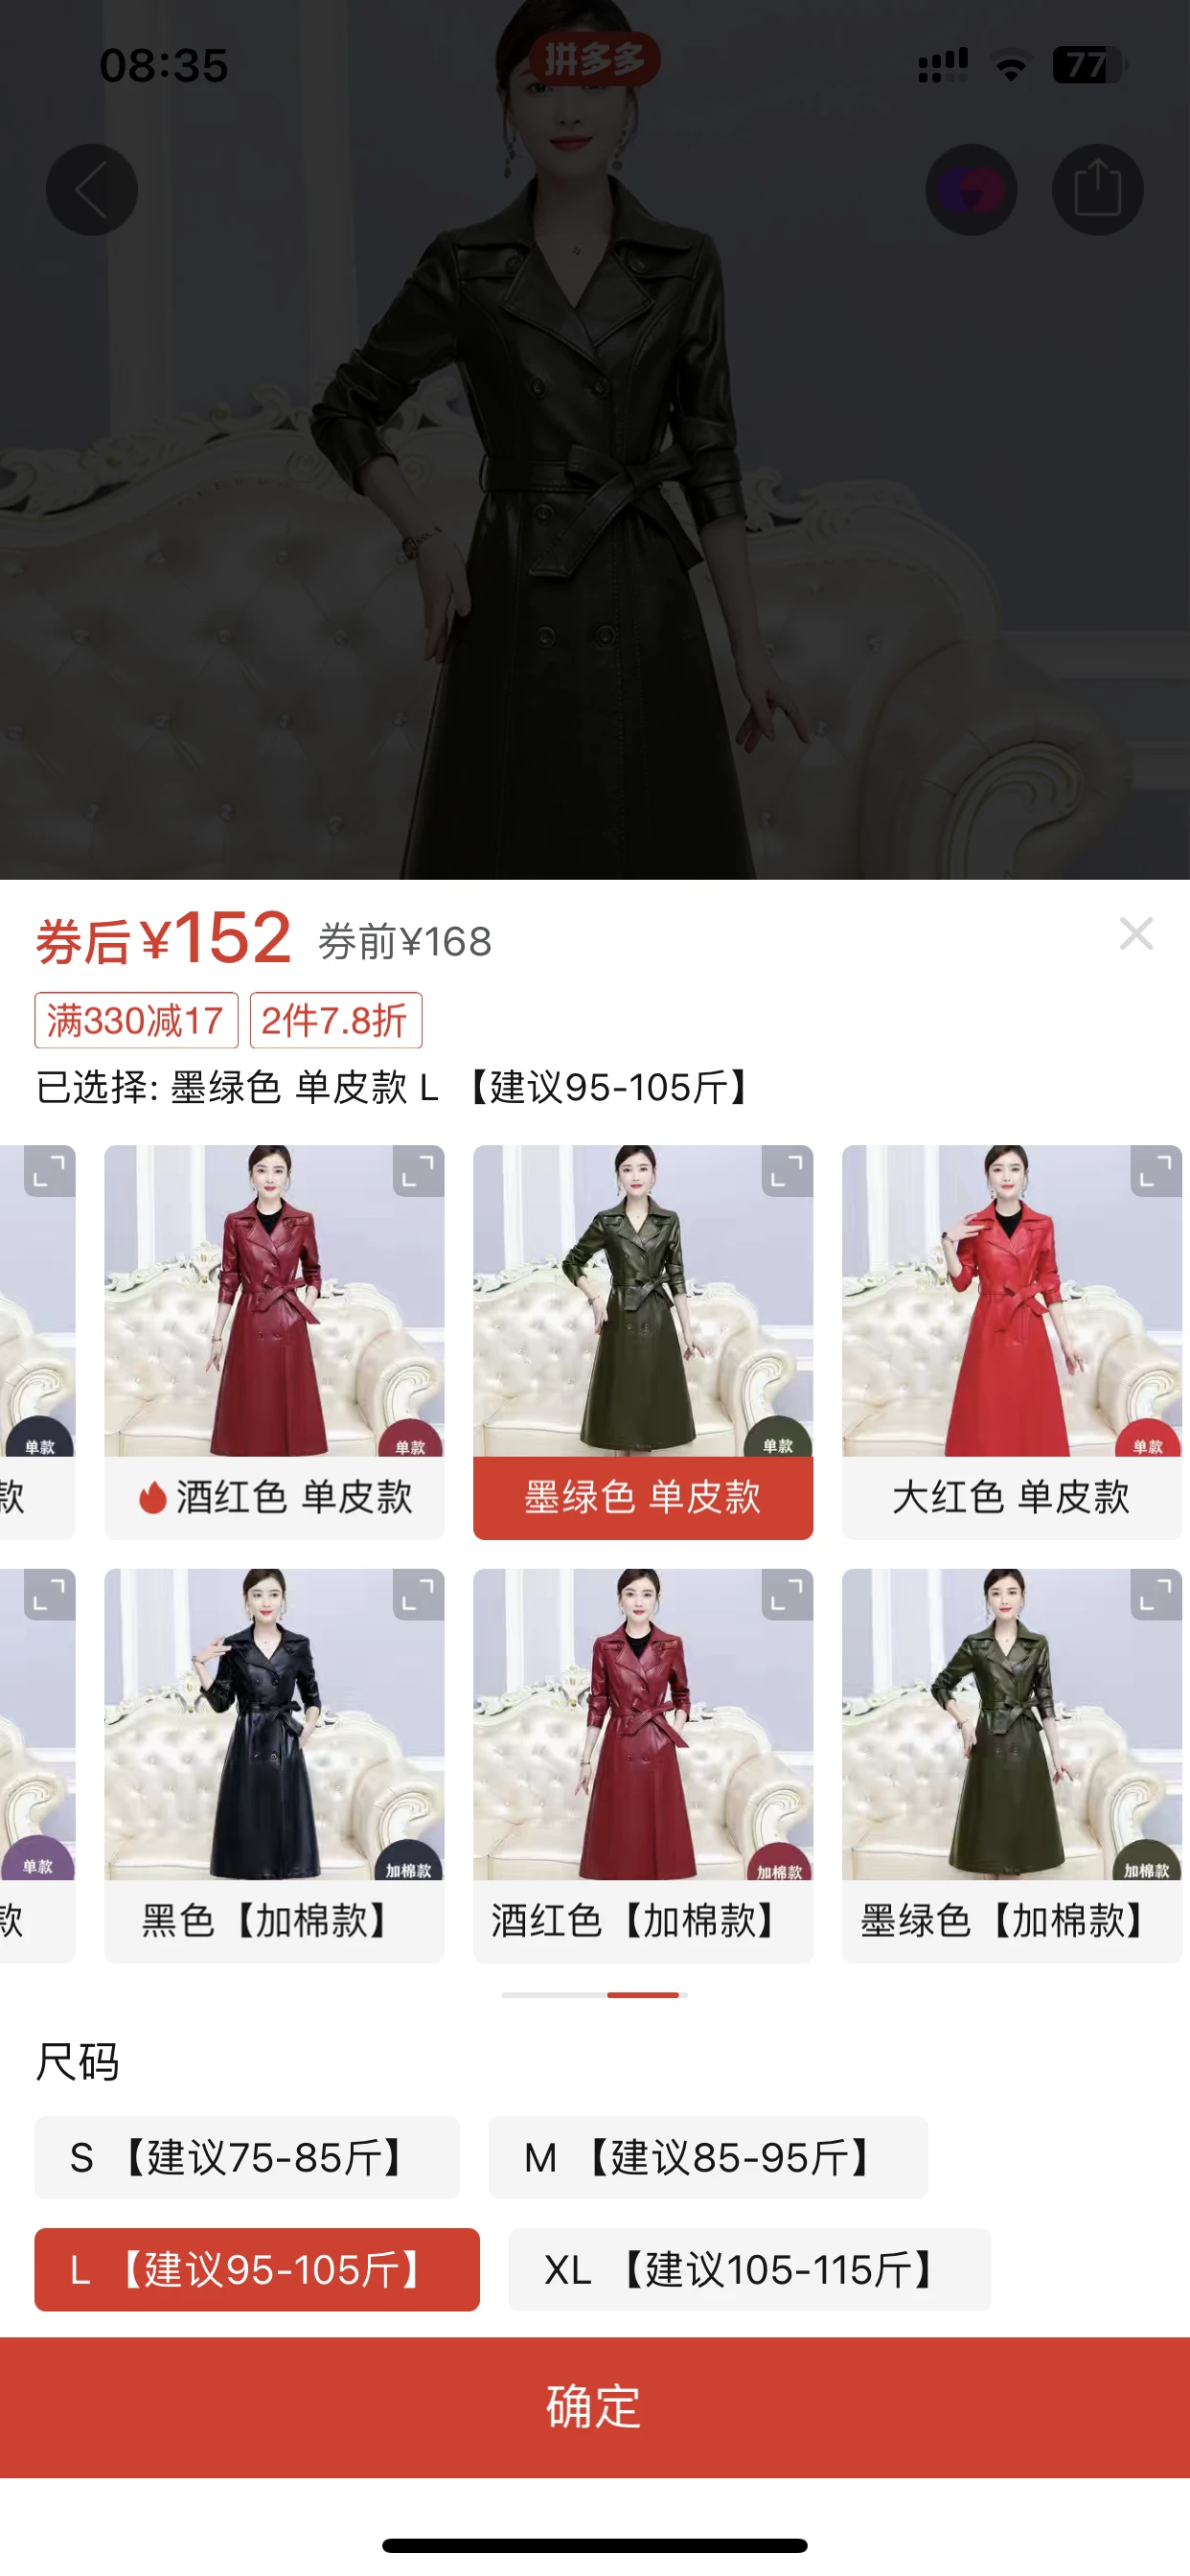 08:35
拼多多
77
券后¥152 券前¥168
满330减17 2件7.8折
已选择: 墨绿色 单皮款 L 【建议95-105斤】
单款 单款 单款 单款
款 酒红色 单皮款 墨绿色 单皮款 大红色 单皮款
单款 加棉款 加棉款 加棉款
款 黑色【加棉款】 酒红色【加棉款】 墨绿色【加棉款】
尺码
S 【建议75-85斤】 M 【建议85-95斤】
L 【建议95-105斤】 XL 【建议105-115斤】
确定